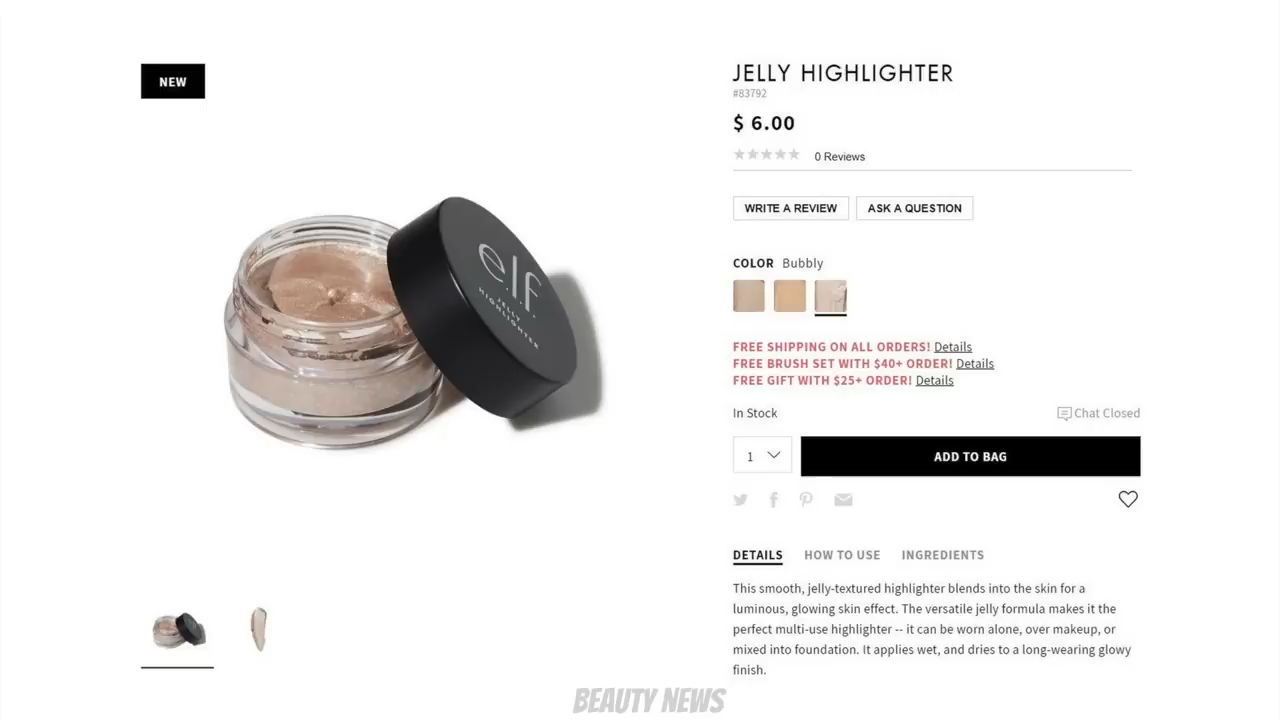 NEW
JELLY HIGHLIGHTER
#83792
$ 6.00
0 Reviews
WRITE A REVIEW
ASK A QUESTION
COLOR Bubbly
FREE SHIPPING ON ALL ORDERS! Details
FREE BRUSH SET WITH $40+ ORDER! Details
FREE GIFT WITH $25+ ORDER! Details
In Stock
Chat Closed
1
ADD TO BAG
DETAILS
HOW TO USE
INGREDIENTS
This smooth, jelly-textured highlighter blends into the skin for a
luminous, glowing skin effect. The versatile jelly formula makes it the
perfect multi-use highlighter -- it can be worn alone, over makeup, or
mixed into foundation. It applies wet, and dries to a long-wearing glowy
finish.
e.l.f.
JELLY
HIGHLIGHTER
BEAUTY NEWS